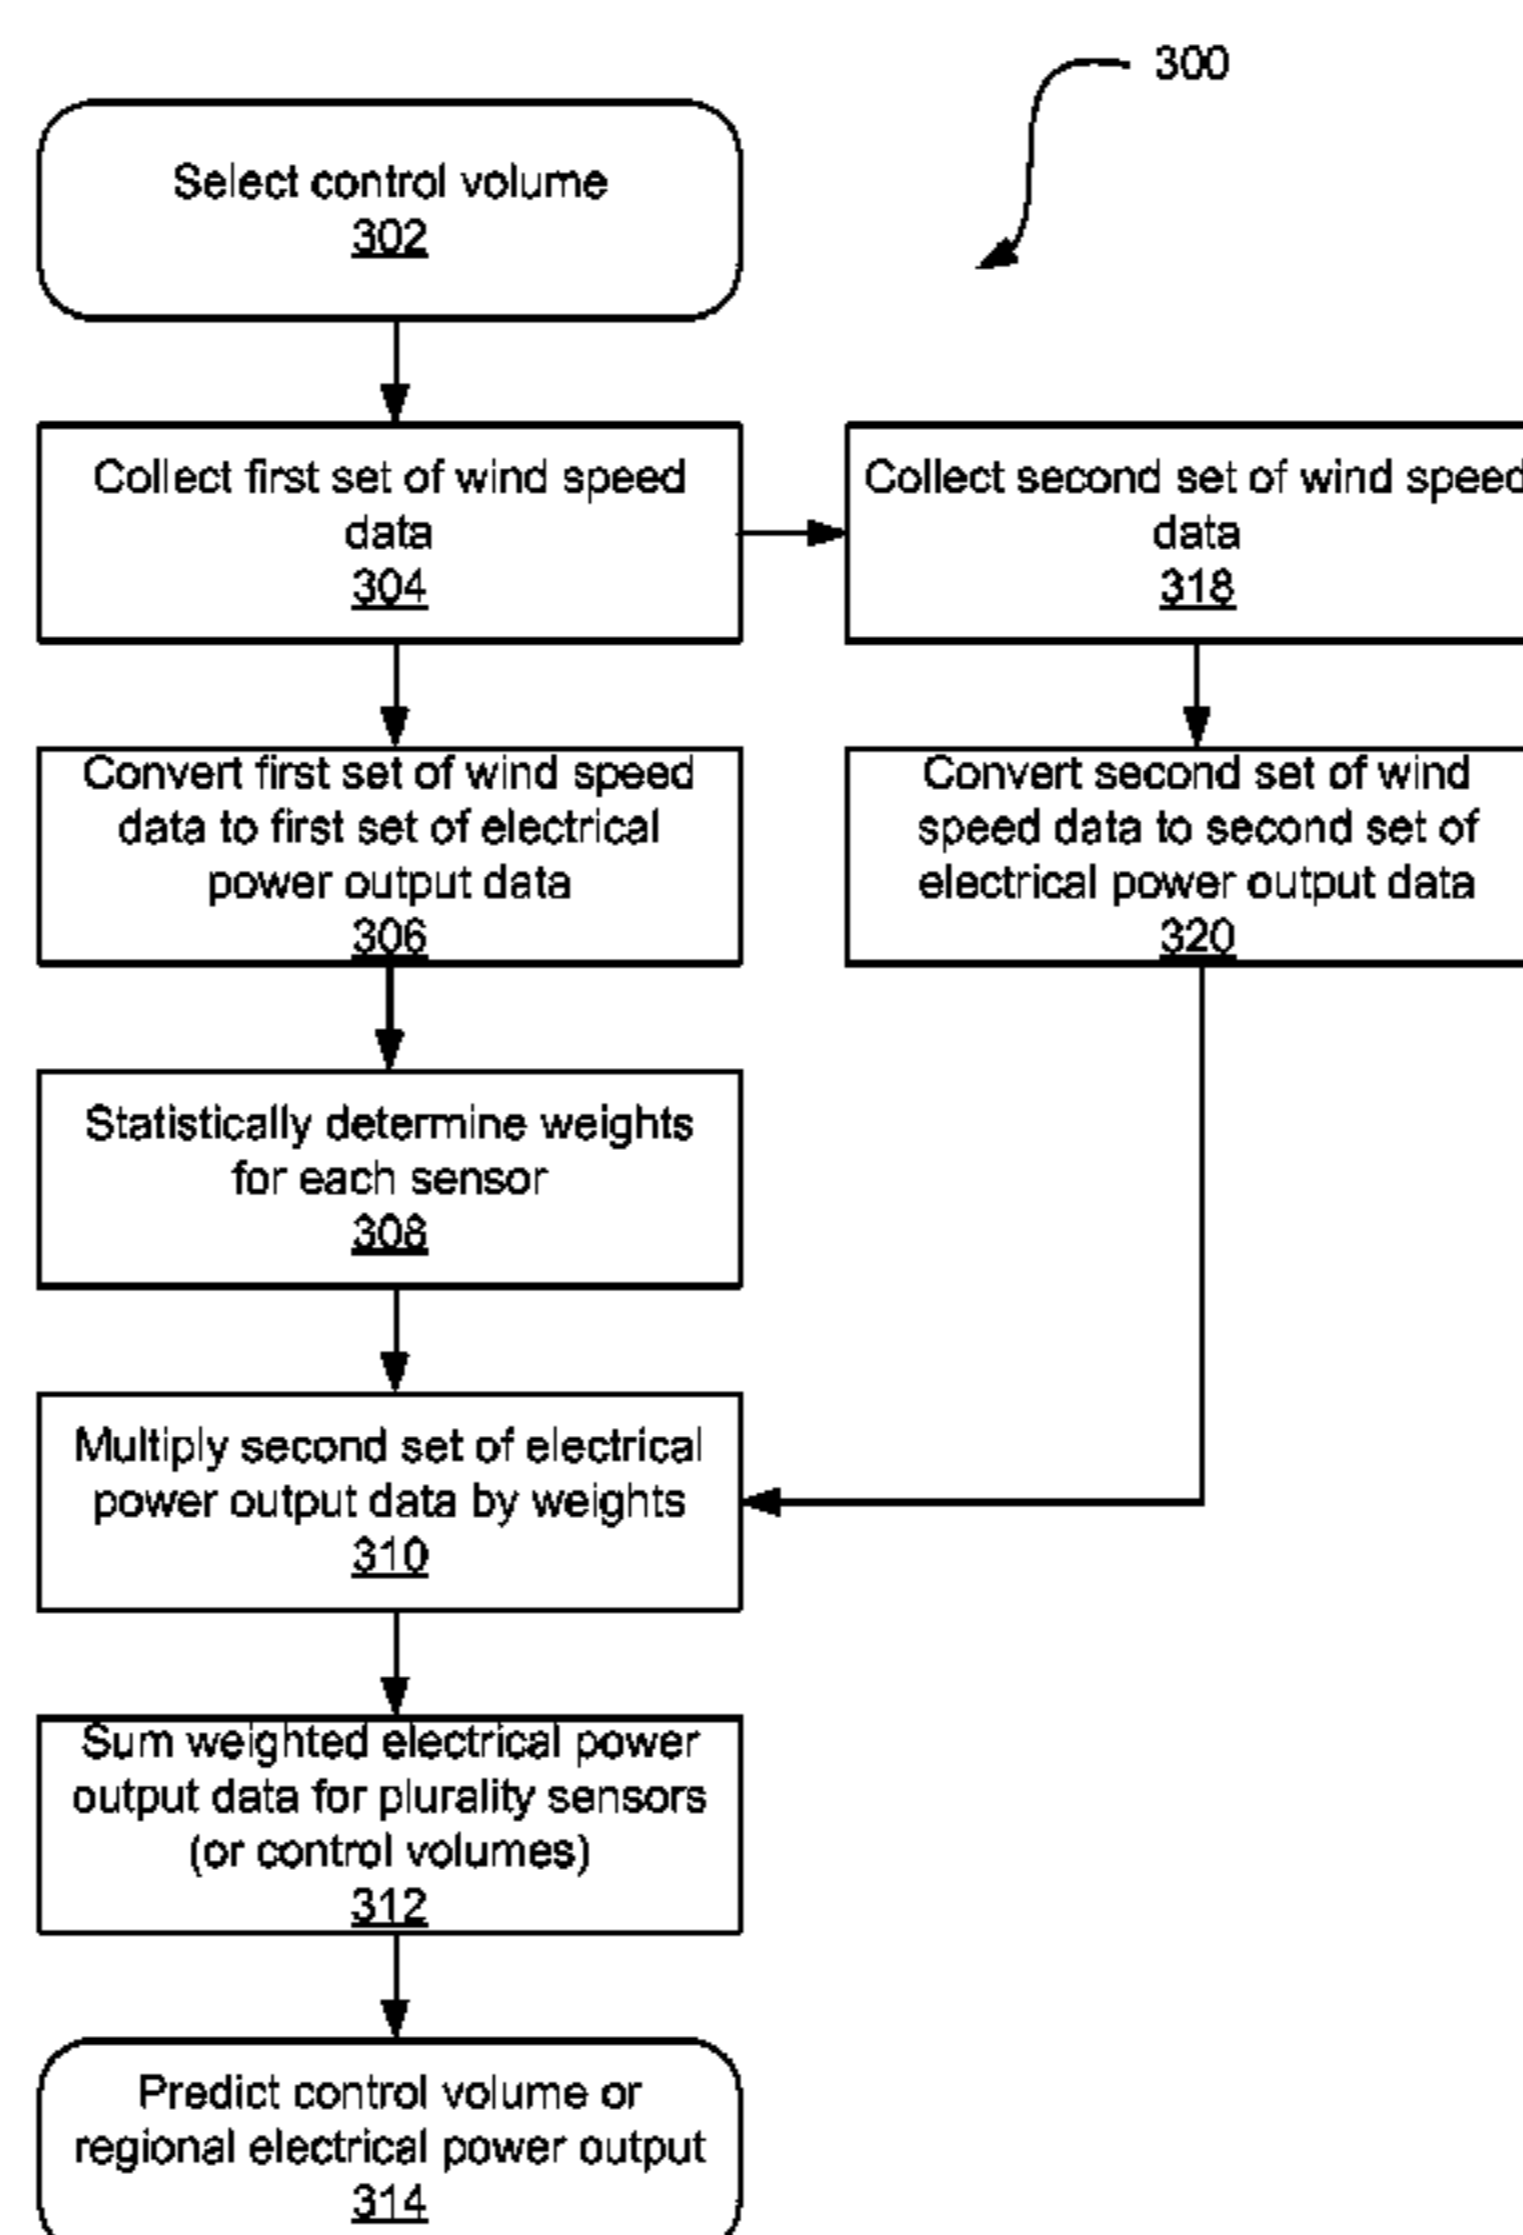 300
Select control volume
302
Collect first set of wind speed
data
304
Collect second set of wind speed
data
318
Convert first set of wind speed
data to first set of electrical
power output data
306
Convert second set of wind
speed data to second set of
electrical power output data
320
Statistically determine weights
for each sensor
308
Multiply second set of electrical
power output data by weights
310
Sum weighted electrical power
output data for plurality sensors
(or control volumes)
312
Predict control volume or
regional electrical power output
314